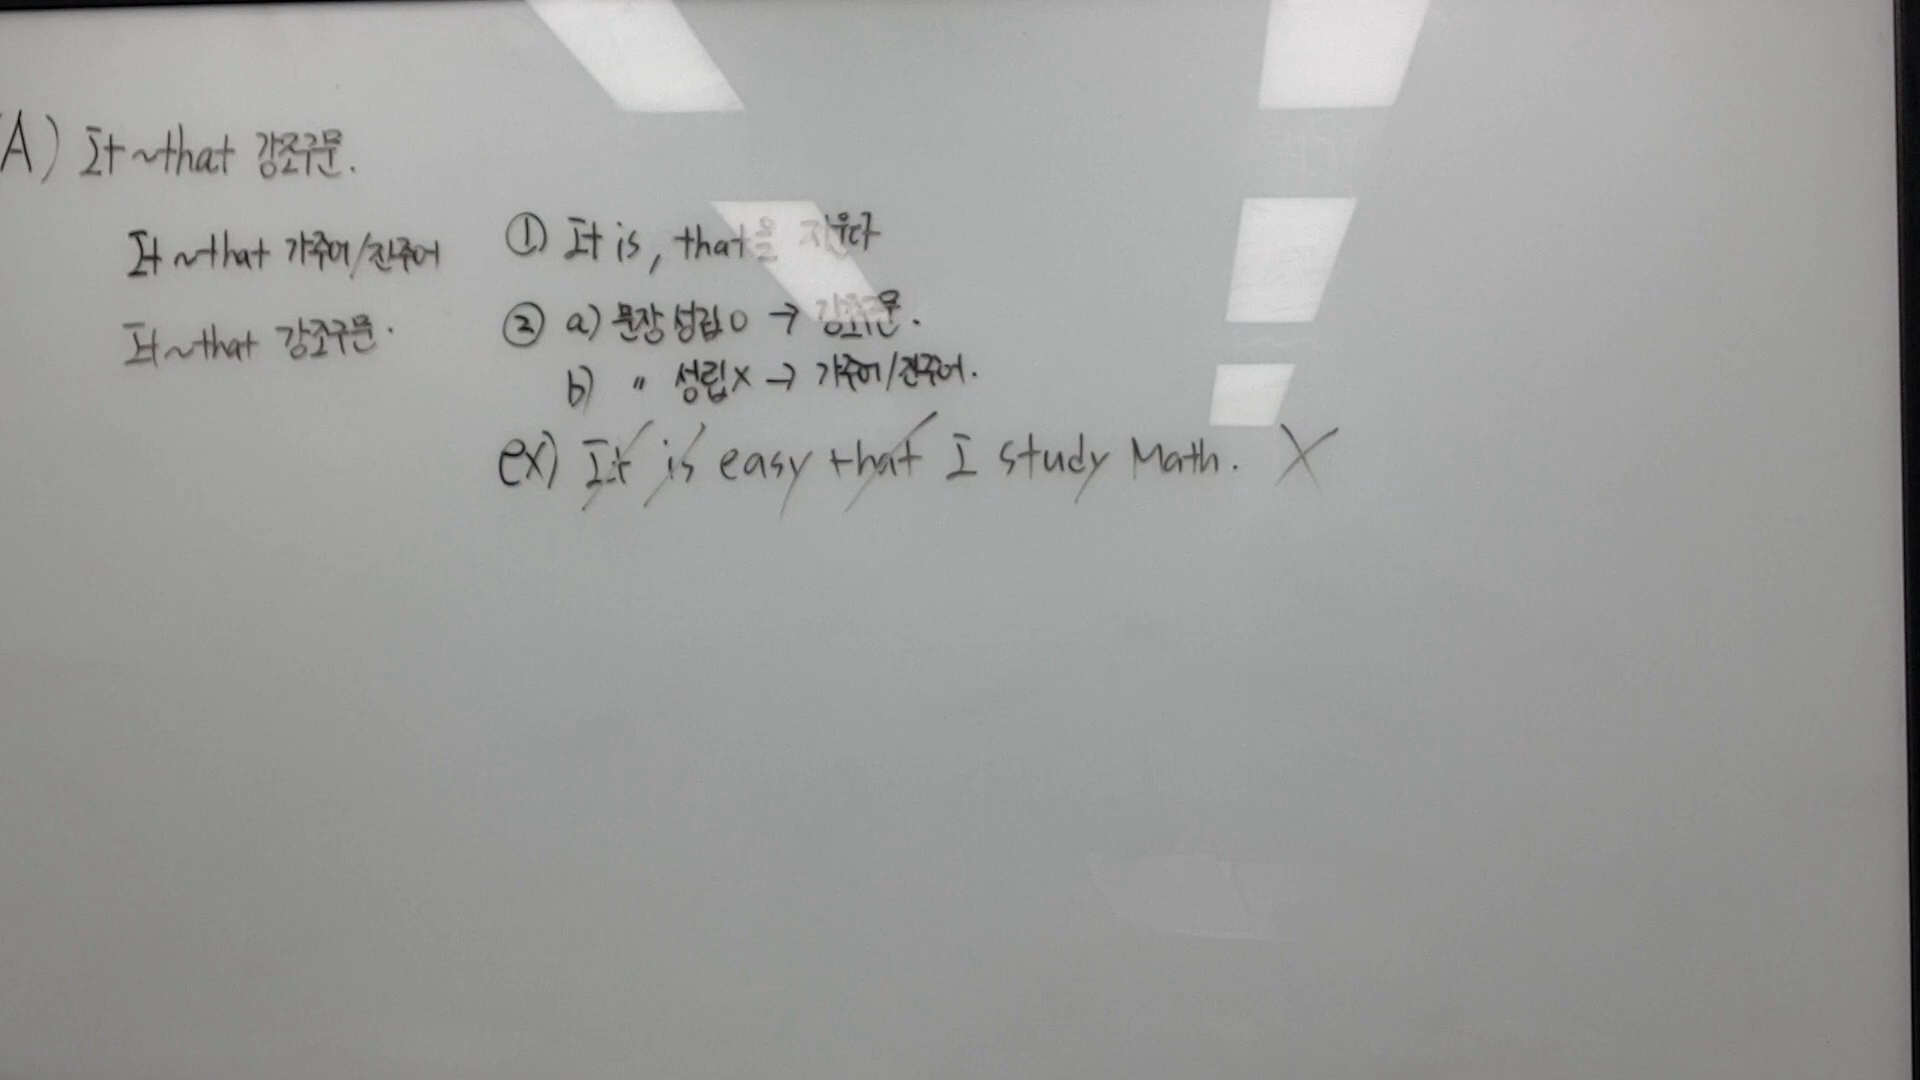 A) It ~that 강조구문.
It ~that 가주어/진주어
It ~that 강조구문.
① It is, that을 지운다
② a) 문장 성립 O → 강조구문.
b) 〃 성립 X → 가주어/진주어.
ex) It is easy that I study Math. X